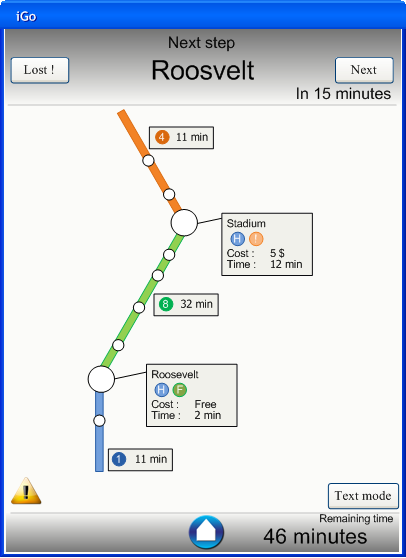 iGo
Next step
Lost !
Roosvelt
Next
In 15 minutes
4 11 min
Stadium
H !
Cost : 5 $
Time : 12 min
8 32 min
Roosevelt
H F
Cost : Free
Time : 2 min
1 11 min
!
Text mode
Remaining time
46 minutes